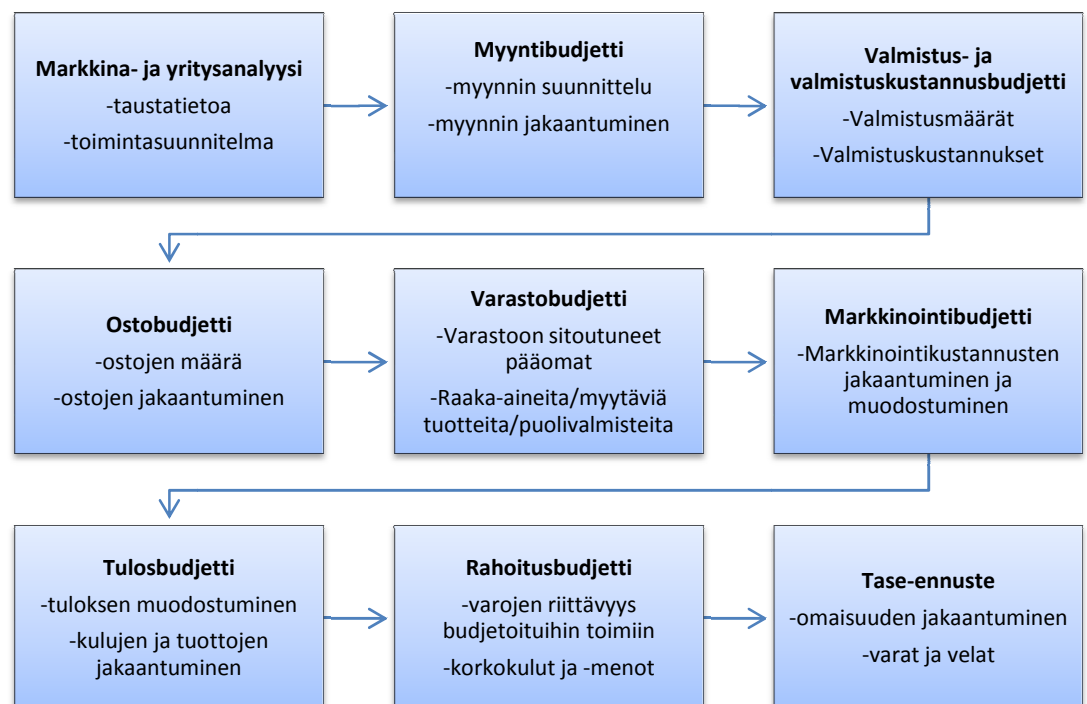 Markkina- ja yritysanalyysi
-taustatietoa
-toimintasuunnitelma
Myyntibudjetti
-myynnin suunnittelu
-myynnin jakaantuminen
Valmistus- ja
valmistuskustannusbudjetti
-Valmistusmäärät
-Valmistuskustannukset
Ostobudjetti
-ostojen määrä
-ostojen jakaantuminen
Varastobudjetti
-Varastoon sitoutuneet
pääomat
-Raaka-aineita/myytäviä
tuotteita/puolivalmisteita
Markkinointibudjetti
-Markkinointikustannusten
jakaantuminen ja
muodostuminen
Tulosbudjetti
-tuloksen muodostuminen
-kulujen ja tuottojen
jakaantuminen
Rahoitusbudjetti
-varojen riittävyys
budjetoituihin toimiin
-korkokulut ja -menot
Tase-ennuste
-omaisuuden jakaantuminen
-varat ja velat